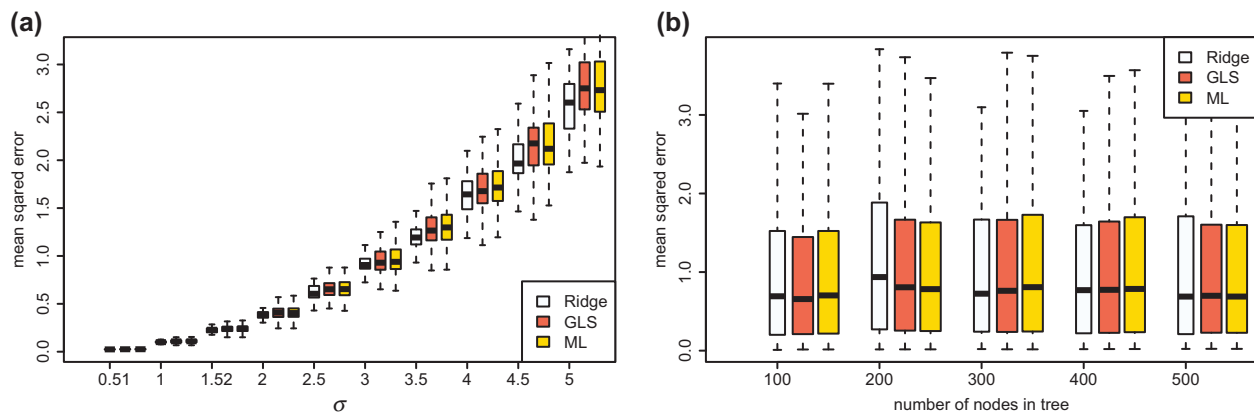 (a)
mean sqared error
0.0 0.5 1.0 1.5 2.0 2.5 3.0
0.51 1 1.52 2 2.5 3 3.5 4 4.5 5
σ
Ridge
GLS
ML
(b)
mean sqared error
0.0 1.0 2.0 3.0
100 200 300 400 500
number of nodes in tree
Ridge
GLS
ML